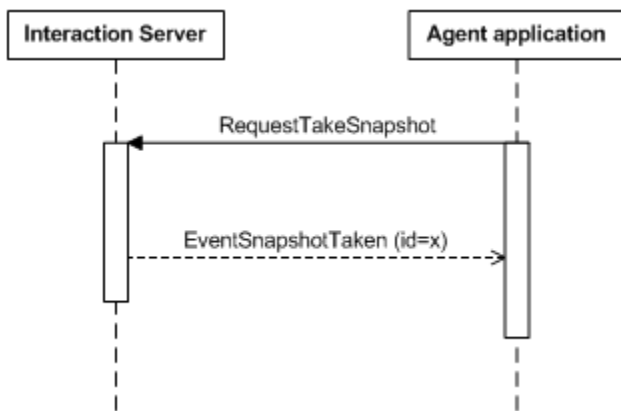 Interaction Server
Agent application
RequestTakeSnapshot
EventSnapshotTaken (id=x)